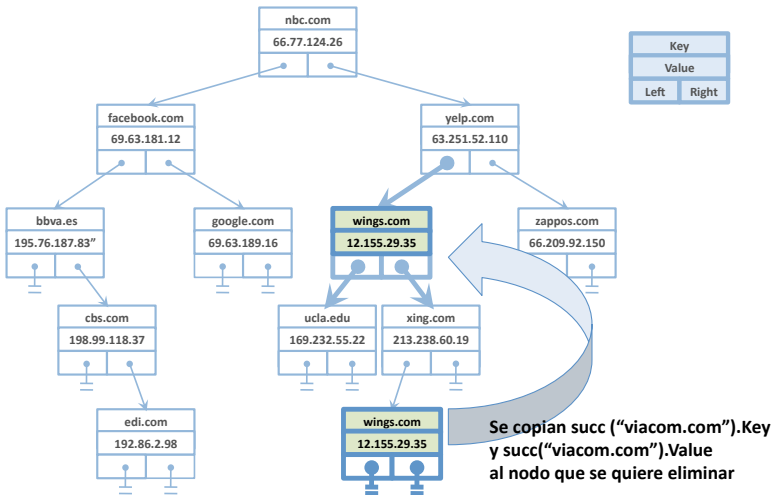 nbc.com
66.77.124.26
Key
Value
Left Right
facebook.com
69.63.181.12
yelp.com
63.251.52.110
bbva.es
195.76.187.83”
google.com
69.63.189.16
wings.com
12.155.29.35
zappos.com
66.209.92.150
cbs.com
198.99.118.37
ucla.edu
169.232.55.22
xing.com
213.238.60.19
edi.com
192.86.2.98
wings.com
12.155.29.35
Se copian succ (“viacom.com”).Key
y succ(“viacom.com”).Value
al nodo que se quiere eliminar